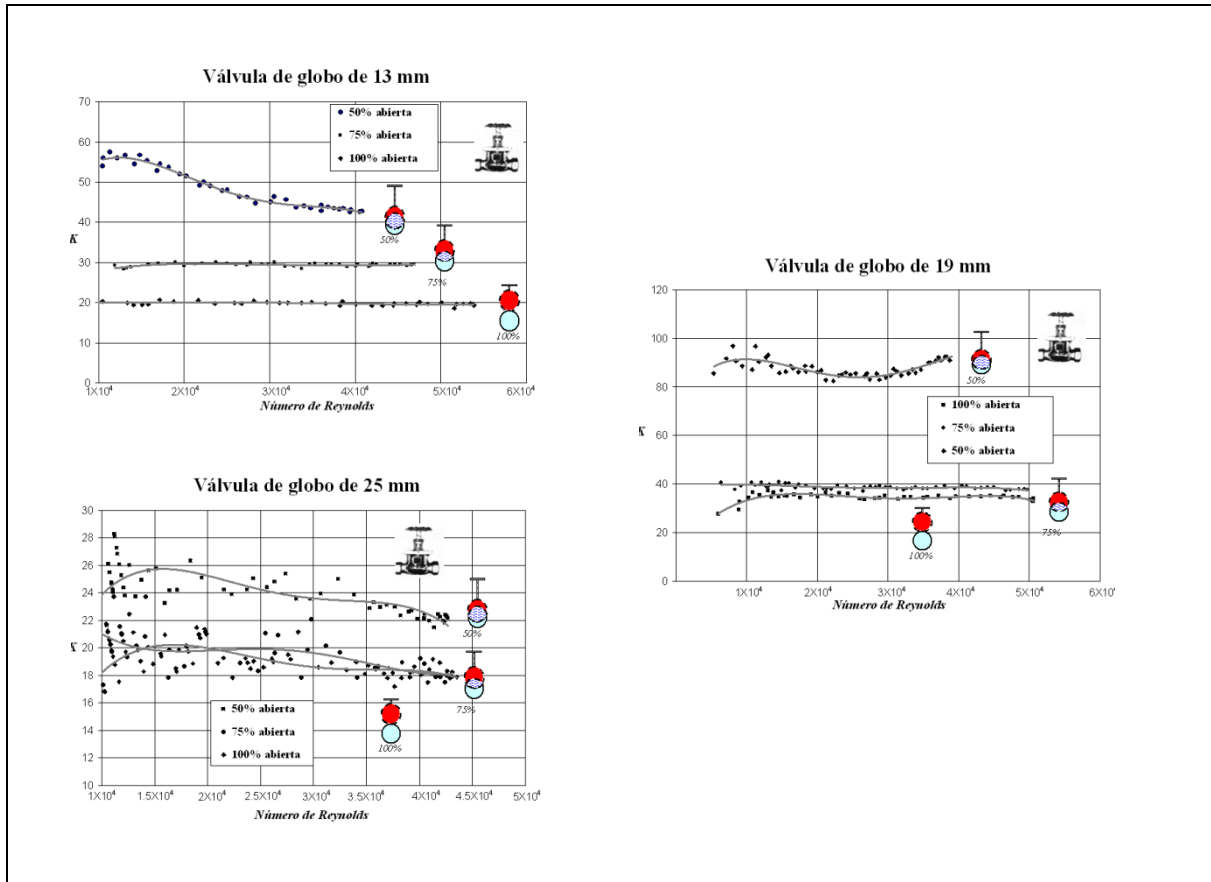 Válvula de globo de 13 mm
70
60
50
40
K
30
20
10
0
50% abierta
75% abierta
100% abierta
50%
75%
100%
1X10⁴
2X10⁴
3X10⁴
4X10⁴
5X10⁴
6X10⁴
Número de Reynolds
Válvula de globo de 19 mm
120
100
80
K
60
40
20
0
50%
100% abierta
75% abierta
50% abierta
75%
100%
1X10⁴
2X10⁴
3X10⁴
4X10⁴
5X10⁴
6X10
Número de Reynolds
Válvula de globo de 25 mm
30
28
26
24
22
K
20
18
16
14
12
10
50%
75%
50% abierta
75% abierta
100% abierta
100%
1X10⁴
1.5X10⁴
2X10⁴
2.5X10⁴
3X10⁴
3.5X10⁴
4X10⁴
4.5X10⁴
5X10⁴
Número de Reynolds